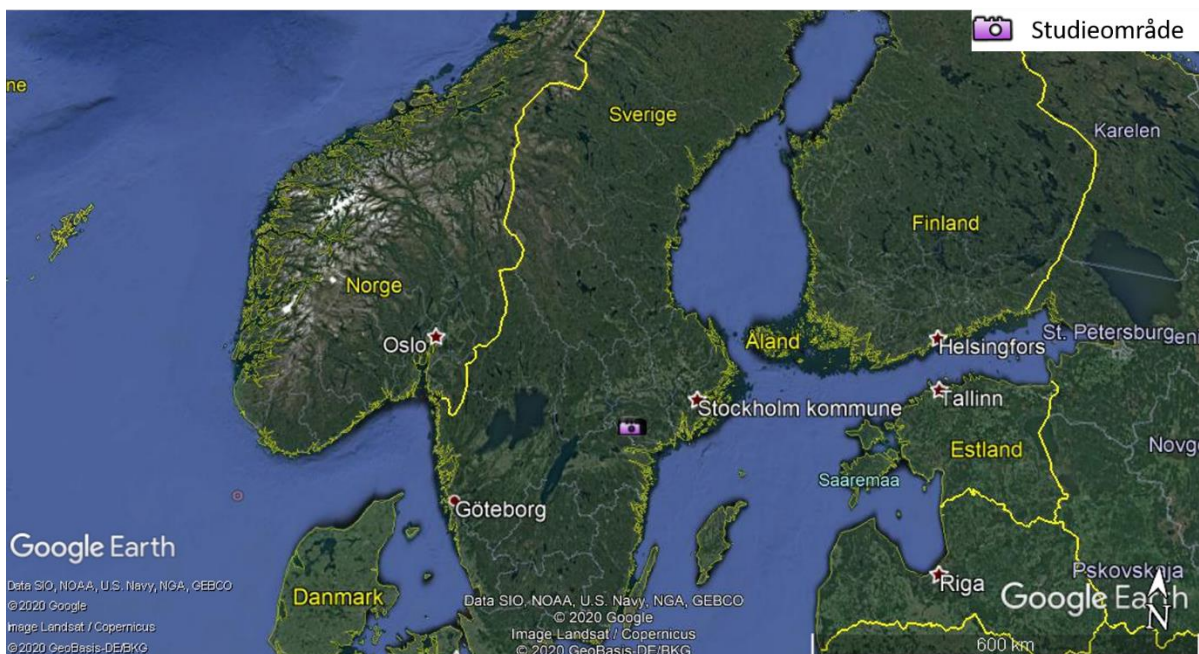 Studieområde
ne
Sverige
Karelen
Finland
Norge
Oslo
Åland
Helsingfors
St. Petersburg
Stockholm kommune
Tallinn
Estland
Novg
Saaremaa
Göteborg
Google Earth
Data SIO, NOAA, U.S. Navy, NGA, GEBCO
© 2020 Google
Image Landsat / Copernicus
© 2020 GeoBasis-DE/BKG
Danmark
Data SIO, NOAA, U.S. Navy, NGA, GEBCO
© 2020 Google
Image Landsat / Copernicus
© 2020 GeoBasis-DE/BKG
Riga
Pskovskaja
Google Earth
N
600 km